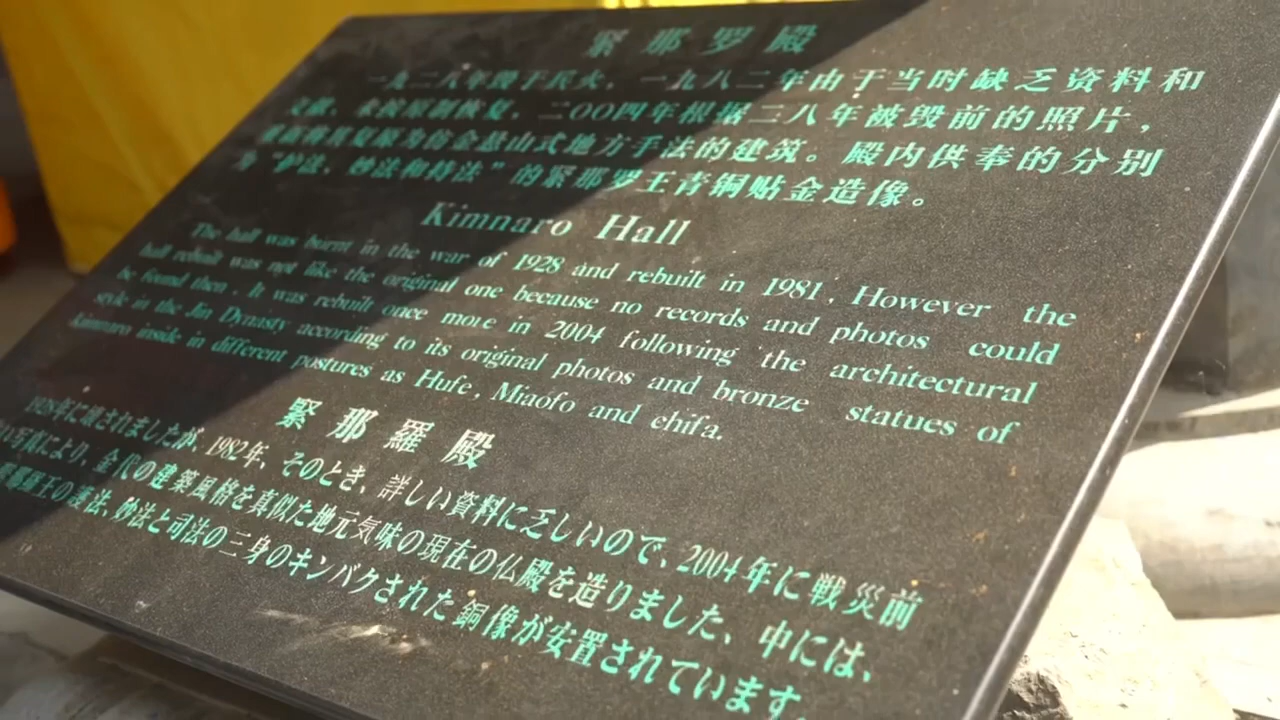 紧那罗殿
一九二八年毁于兵火，一九八二年由于当时缺乏资料和
文献，未按原制恢复，二〇〇四年根据二八年被毁前的照片，
重新将其复原为仿金悬山式地方手法的建筑。殿内供奉的分别
为“护法，妙法和持法”的紧那罗王青铜贴金造像。
Kimnaro Hall
The hall was burnt in the war of 1928 and rebuilt in 1981, However the
hall rebuilt was not like the original one because no records and photos could
be found then. It was rebuilt once more in 2004 following the architectural
style in the Jin Dynasty according to its original photos and bronze statues of
kimnaro inside in different postures as Hufe, Miaofo and chifa.
緊那羅殿
1928年に壊されましたが、1982年、そのとき、詳しい資料に乏しいので、2004年に戦災前
写真により、金代の建築風格を真似た地元気味の現在の仏殿を造りました、中には、
那羅王の護法、妙法と司法の三身のキンバクされた銅像が安置されています。